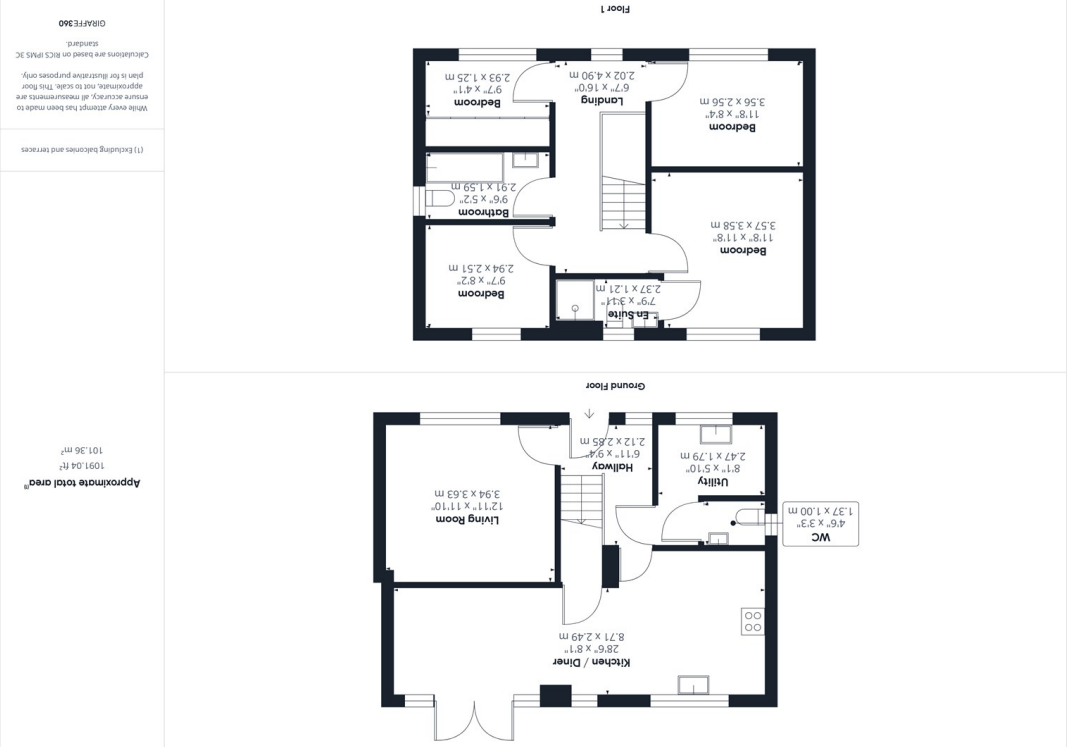 Ground Floor
Kitchen / Diner
28'6" x 8'1"
8.71 x 2.49 m
WC
4'6" x 3'3"
1.37 x 1.00 m
Living Room
12'11" x 11'10"
3.94 x 3.63 m
Utility
8'1" x 5'10"
2.47 x 1.79 m
Hallway
6'11" x 9'4"
2.12 x 2.85 m
Floor 1
En Suite
7'9" x 3'11"
2.37 x 1.21 m
Bedroom
9'7" x 8'2"
2.94 x 2.51 m
Bedroom
11'8" x 11'8"
3.57 x 3.58 m
Bathroom
9'6" x 5'2"
2.91 x 1.59 m
Bedroom
11'8" x 8'4"
3.56 x 2.56 m
Landing
6'7" x 16'0"
2.02 x 4.90 m
Bedroom
9'7" x 4'1"
2.93 x 1.25 m
Approximate total area(1)
1091.04 ft²
101.36 m²
(1) Excluding balconies and terraces
While every attempt has been made to
ensure accuracy, all measurements are
approximate, not to scale. This floor
plan is for illustrative purposes only.
Calculations are based on RICS IPMS 3C
standard.
GIRAFFE360